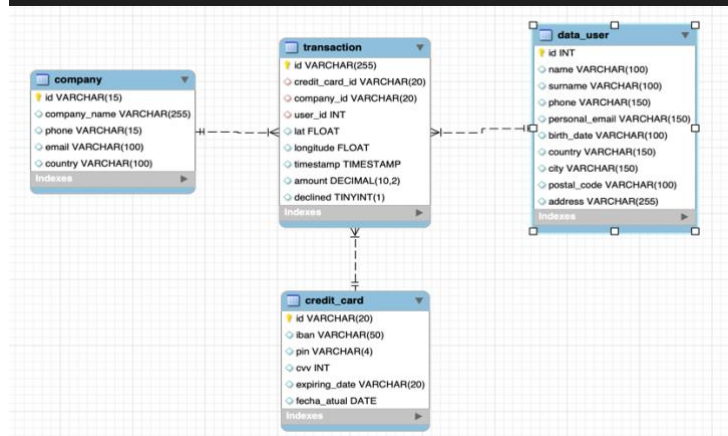 company
id VARCHAR(15)
company_name VARCHAR(255)
phone VARCHAR(15)
email VARCHAR(100)
country VARCHAR(100)
Indexes
transaction
id VARCHAR(255)
credit_card_id VARCHAR(20)
company_id VARCHAR(20)
user_id INT
lat FLOAT
longitude FLOAT
timestamp TIMESTAMP
amount DECIMAL(10,2)
declined TINYINT(1)
Indexes
data_user
id INT
name VARCHAR(100)
surname VARCHAR(100)
phone VARCHAR(150)
personal_email VARCHAR(150)
birth_date VARCHAR(100)
country VARCHAR(150)
city VARCHAR(150)
postal_code VARCHAR(100)
address VARCHAR(255)
Indexes
credit_card
id VARCHAR(20)
iban VARCHAR(50)
pin VARCHAR(4)
cvv INT
expiring_date VARCHAR(20)
fecha_atual DATE
Indexes